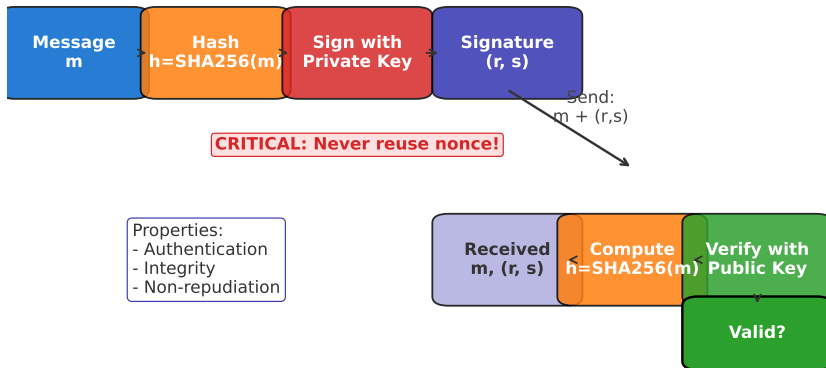 Message
m
Hash
h=SHA256(m)
Sign with
Private Key
Signature
(r, s)
Send:
m + (r,s)
CRITICAL: Never reuse nonce!
Properties:
- Authentication
- Integrity
- Non-repudiation
Received
m, (r, s)
Compute
h=SHA256(m)
Verify with
Public Key
Valid?